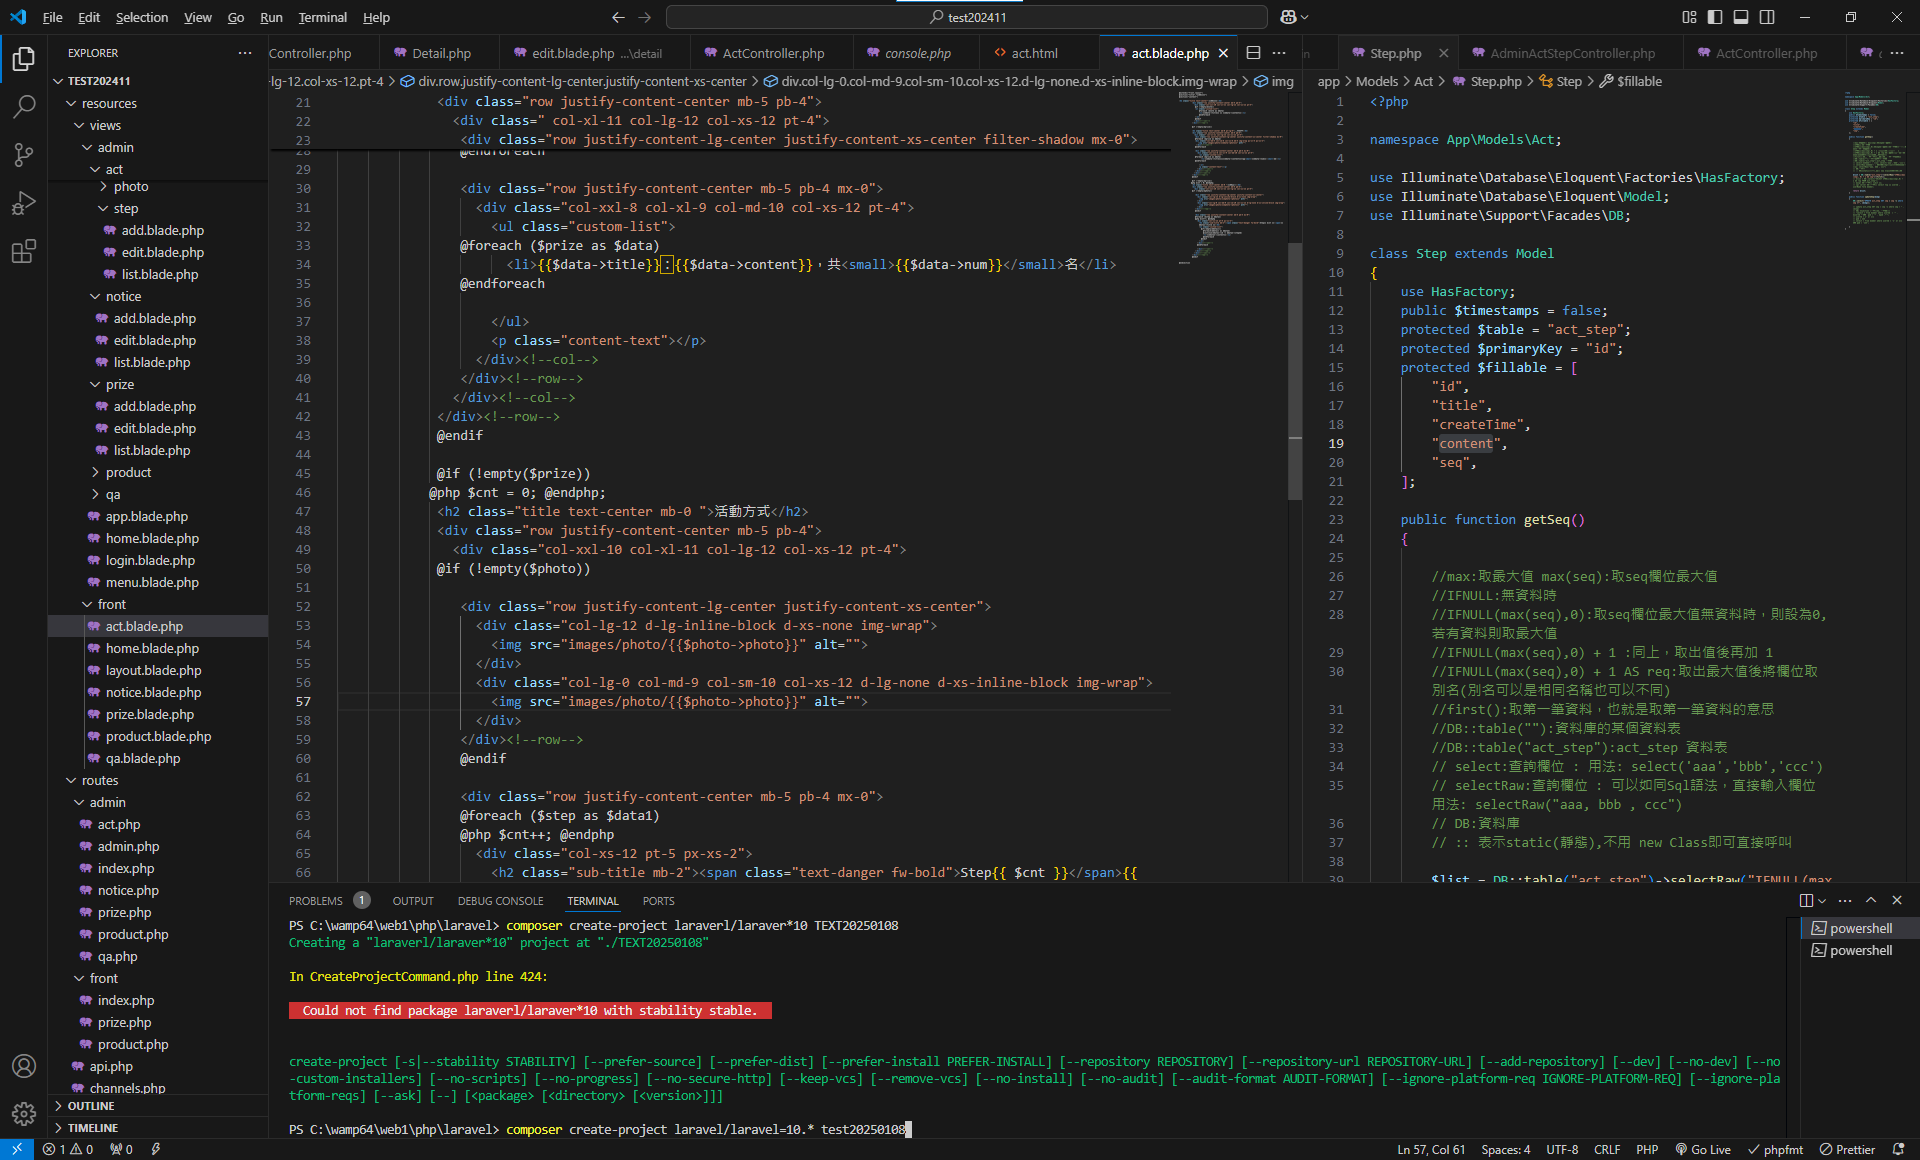 File Edit Selection View Go Run Terminal Help
test202411
EXPLORER
TEST202411
resources
views
admin
act
photo
step
add.blade.php
edit.blade.php
list.blade.php
notice
add.blade.php
edit.blade.php
list.blade.php
prize
add.blade.php
edit.blade.php
list.blade.php
product
qa
app.blade.php
home.blade.php
login.blade.php
menu.blade.php
front
act.blade.php
home.blade.php
layout.blade.php
notice.blade.php
prize.blade.php
product.blade.php
qa.blade.php
routes
admin
act.php
admin.php
index.php
notice.php
prize.php
product.php
qa.php
front
index.php
prize.php
product.php
api.php
channels.php
OUTLINE
TIMELINE
Controller.php Detail.php edit.blade.php ...\detail ActController.php console.php act.html act.blade.php
-lg-12.col-xs-12.pt-4 > div.row.justify-content-lg-center.justify-content-xs-center > div.col-lg-0.col-md-9.col-sm-10.col-xs-12.d-lg-none.d-xs-inline-block.img-wrap > img
21 <div class="row justify-content-center mb-5 pb-4">
22 <div class=" col-xl-11 col-lg-12 col-xs-12 pt-4">
23 <div class="row justify-content-lg-center justify-content-xs-center filter-shadow mx-0">
28 @endforeach
29
30 <div class="row justify-content-center mb-5 pb-4 mx-0">
31 <div class="col-xxl-8 col-xl-9 col-md-10 col-xs-12 pt-4">
32 <ul class="custom-list">
33 @foreach ($prize as $data)
34 <li>{{$data->title}}：{{$data->content}}，共<small>{{$data->num}}</small>名</li>
35 @endforeach
36
37 </ul>
38 <p class="content-text"></p>
39 </div><!--col-->
40 </div><!--row-->
41 </div><!--col-->
42 </div><!--row-->
43 @endif
44
45 @if (!empty($prize))
46 @php $cnt = 0; @endphp;
47 <h2 class="title text-center mb-0 ">活動方式</h2>
48 <div class="row justify-content-center mb-5 pb-4">
49 <div class="col-xxl-10 col-xl-11 col-lg-12 col-xs-12 pt-4">
50 @if (!empty($photo))
51
52 <div class="row justify-content-lg-center justify-content-xs-center">
53 <div class="col-lg-12 d-lg-inline-block d-xs-none img-wrap">
54 <img src="images/photo/{{$photo->photo}}" alt="">
55 </div>
56 <div class="col-lg-0 col-md-9 col-sm-10 col-xs-12 d-lg-none d-xs-inline-block img-wrap">
57 <img src="images/photo/{{$photo->photo}}" alt="">
58 </div>
59 </div><!--row-->
60 @endif
61
62 <div class="row justify-content-center mb-5 pb-4 mx-0">
63 @foreach ($step as $data1)
64 @php $cnt++; @endphp
65 <div class="col-xs-12 pt-5 px-xs-2">
66 <h2 class="sub-title mb-2"><span class="text-danger fw-bold">Step{{ $cnt }}</span>{{
Step.php AdminActStepController.php ActController.php
app > Models > Act > Step.php > Step > $fillable
1 <?php
2
3 namespace App\Models\Act;
4
5 use Illuminate\Database\Eloquent\Factories\HasFactory;
6 use Illuminate\Database\Eloquent\Model;
7 use Illuminate\Support\Facades\DB;
8
9 class Step extends Model
10 {
11 use HasFactory;
12 public $timestamps = false;
13 protected $table = "act_step";
14 protected $primaryKey = "id";
15 protected $fillable = [
16 "id",
17 "title",
18 "createTime",
19 "content",
20 "seq",
21 ];
22
23 public function getSeq()
24 {
25
26 //max:取最大值 max(seq):取seq欄位最大值
27 //IFNULL:無資料時
28 //IFNULL(max(seq),0):取seq欄位最大值無資料時，則設為0,
若有資料則取最大值
29 //IFNULL(max(seq),0) + 1 :同上，取出值後再加 1
30 //IFNULL(max(seq),0) + 1 AS req:取出最大值後將欄位取
別名(別名可以是相同名稱也可以不同)
31 //first():取第一筆資料，也就是取第一筆資料的意思
32 //DB::table(""):資料庫的某個資料表
33 //DB::table("act_step"):act_step 資料表
34 // select:查詢欄位 : 用法: select('aaa','bbb','ccc')
35 // selectRaw:查詢欄位 : 可以如同Sql語法，直接輸入欄位
用法: selectRaw("aaa, bbb , ccc")
36 // DB:資料庫
37 // :: 表示static(靜態),不用 new Class即可直接呼叫
38
39 $list = DB::table("act_step")->selectRaw("IFNULL(max
PROBLEMS 1 OUTPUT DEBUG CONSOLE TERMINAL PORTS
PS C:\wamp64\web1\php\laravel> composer create-project laraverl/laraver*10 TEXT20250108
Creating a "laraverl/laraver*10" project at "./TEXT20250108"
In CreateProjectCommand.php line 424:
Could not find package laraverl/laraver*10 with stability stable.
create-project [-s|--stability STABILITY] [--prefer-source] [--prefer-dist] [--prefer-install PREFER-INSTALL] [--repository REPOSITORY] [--repository-url REPOSITORY-URL] [--add-repository] [--dev] [--no-dev] [--no
-custom-installers] [--no-scripts] [--no-progress] [--no-secure-http] [--keep-vcs] [--remove-vcs] [--no-install] [--no-audit] [--audit-format AUDIT-FORMAT] [--ignore-platform-req IGNORE-PLATFORM-REQ] [--ignore-pla
tform-reqs] [--ask] [--] [<package> [<directory> [<version>]]]
PS C:\wamp64\web1\php\laravel> composer create-project laravel/laravel=10.* test20250108
powershell
powershell
1 0 0 Ln 57, Col 61 Spaces: 4 UTF-8 CRLF PHP Go Live phpfmt Prettier